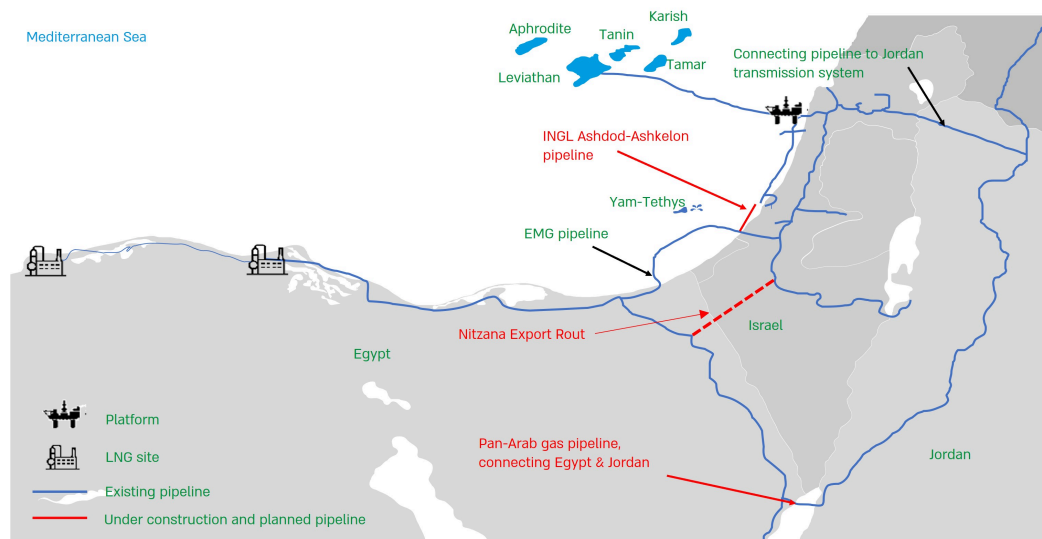 Mediterranean Sea
Aphrodite
Karish
Tanin
Leviathan
Tamar
Connecting pipeline to Jordan
transmission system
INGL Ashdod-Ashkelon
pipeline
Yam-Tethys
EMG pipeline
Nitzana Export Rout
Israel
Egypt
Pan-Arab gas pipeline,
connecting Egypt & Jordan
Jordan
Platform
LNG site
Existing pipeline
Under construction and planned pipeline